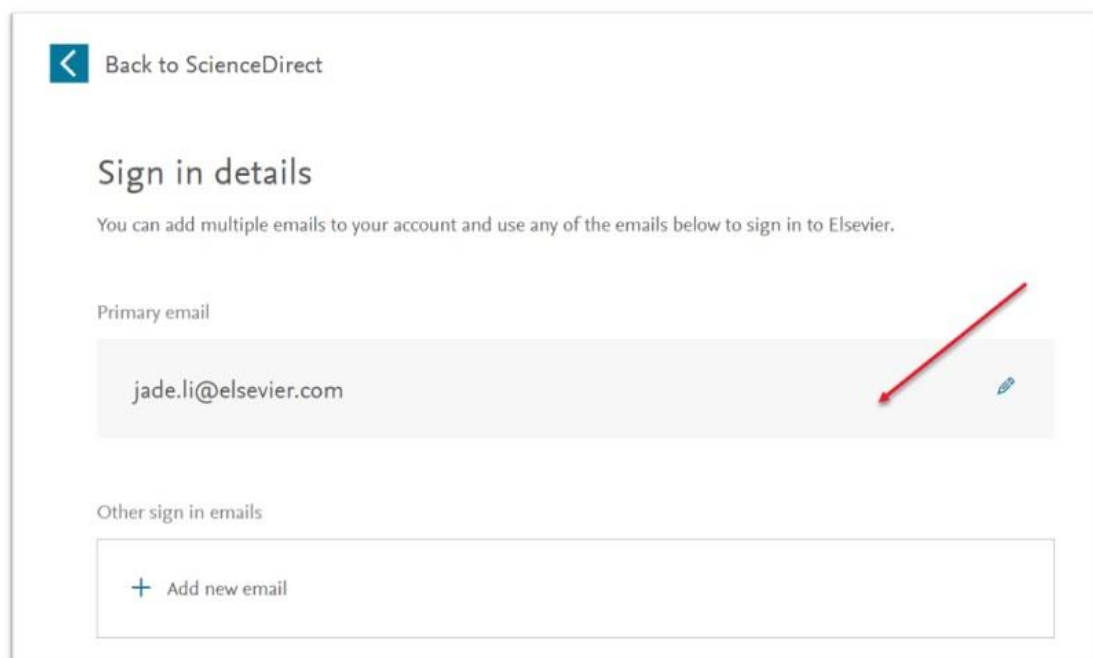 Back to ScienceDirect
Sign in details
You can add multiple emails to your account and use any of the emails below to sign in to Elsevier.
Primary email
jade.li@elsevier.com
Other sign in emails
+ Add new email